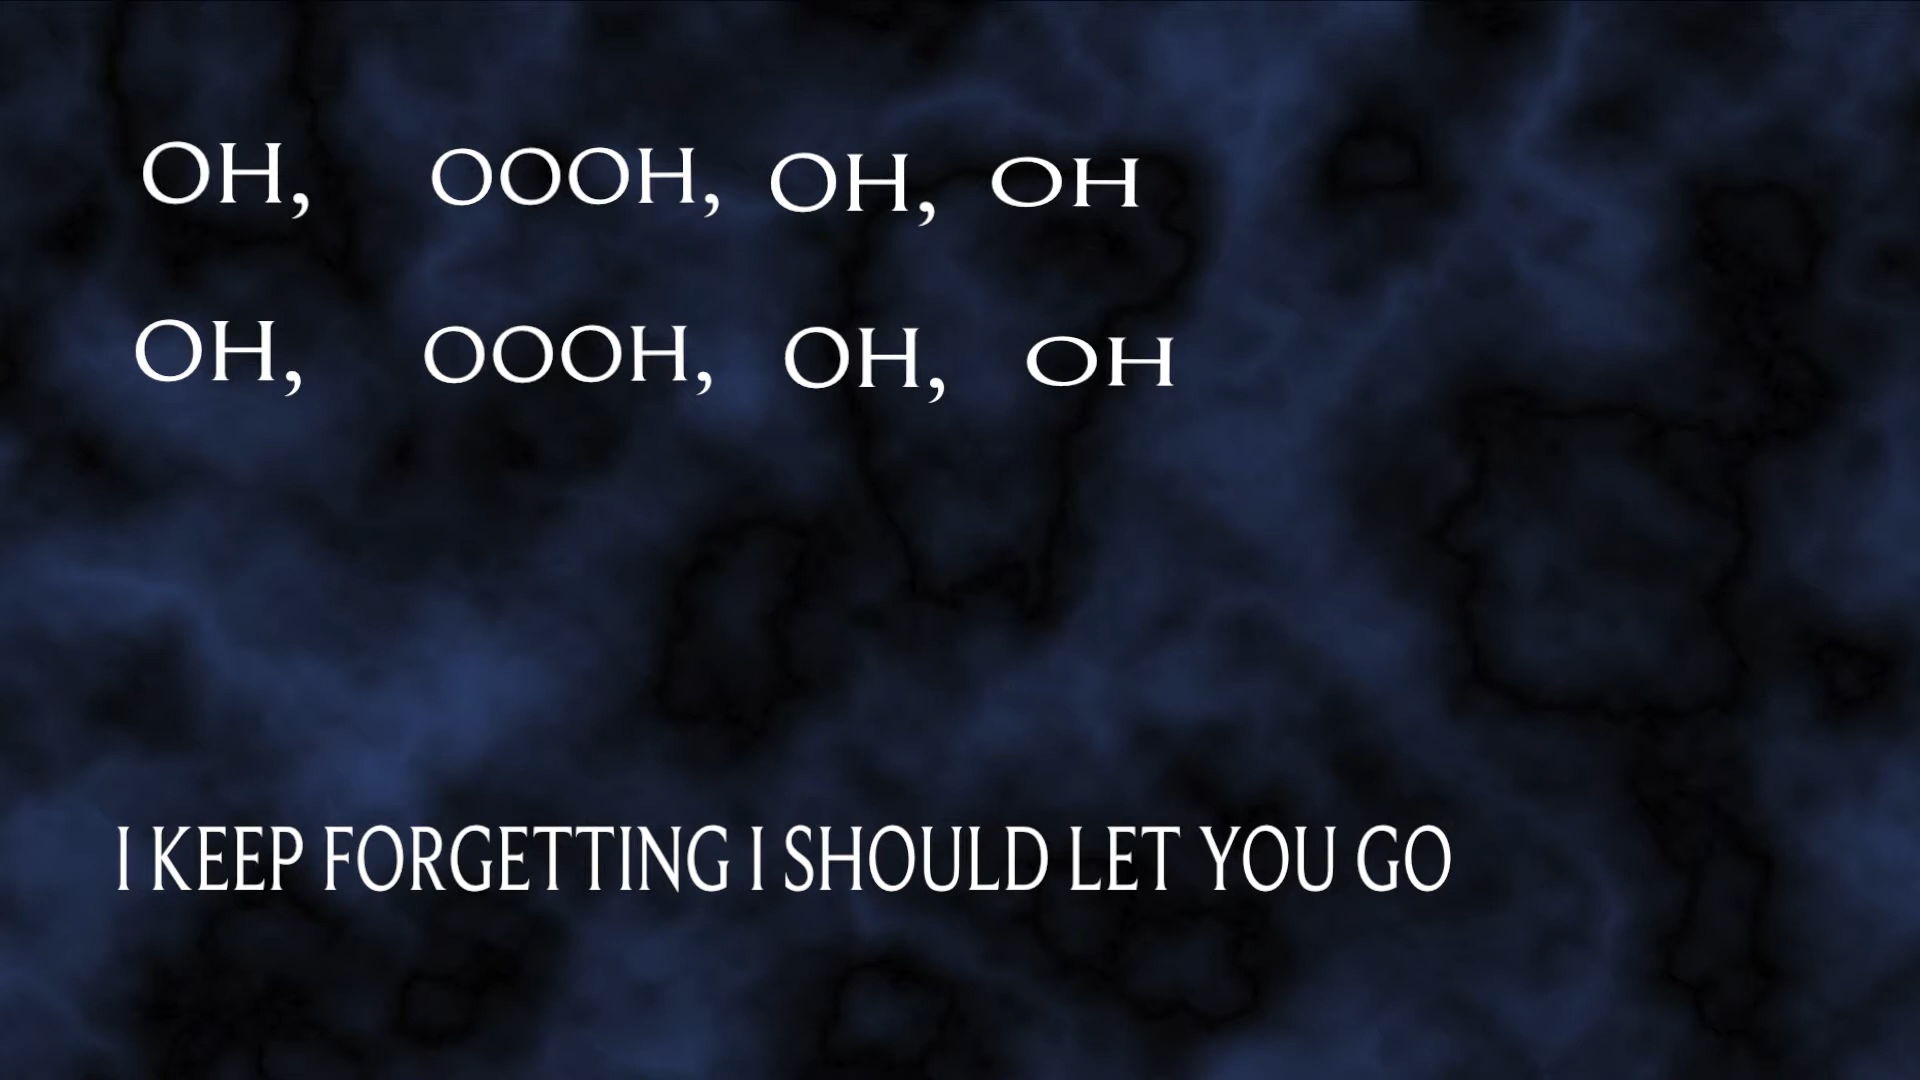 OH, OOOH, OH, OH
OH, OOOH, OH, OH
I KEEP FORGETTING I SHOULD LET YOU GO